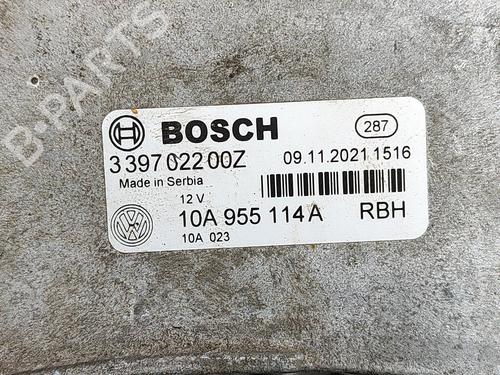 B-PARTS
BOSCH
287
3 397 022 00Z
09.11.2021 1516
Made in Serbia
12 V
10A 955 114 A
RBH
10A 023